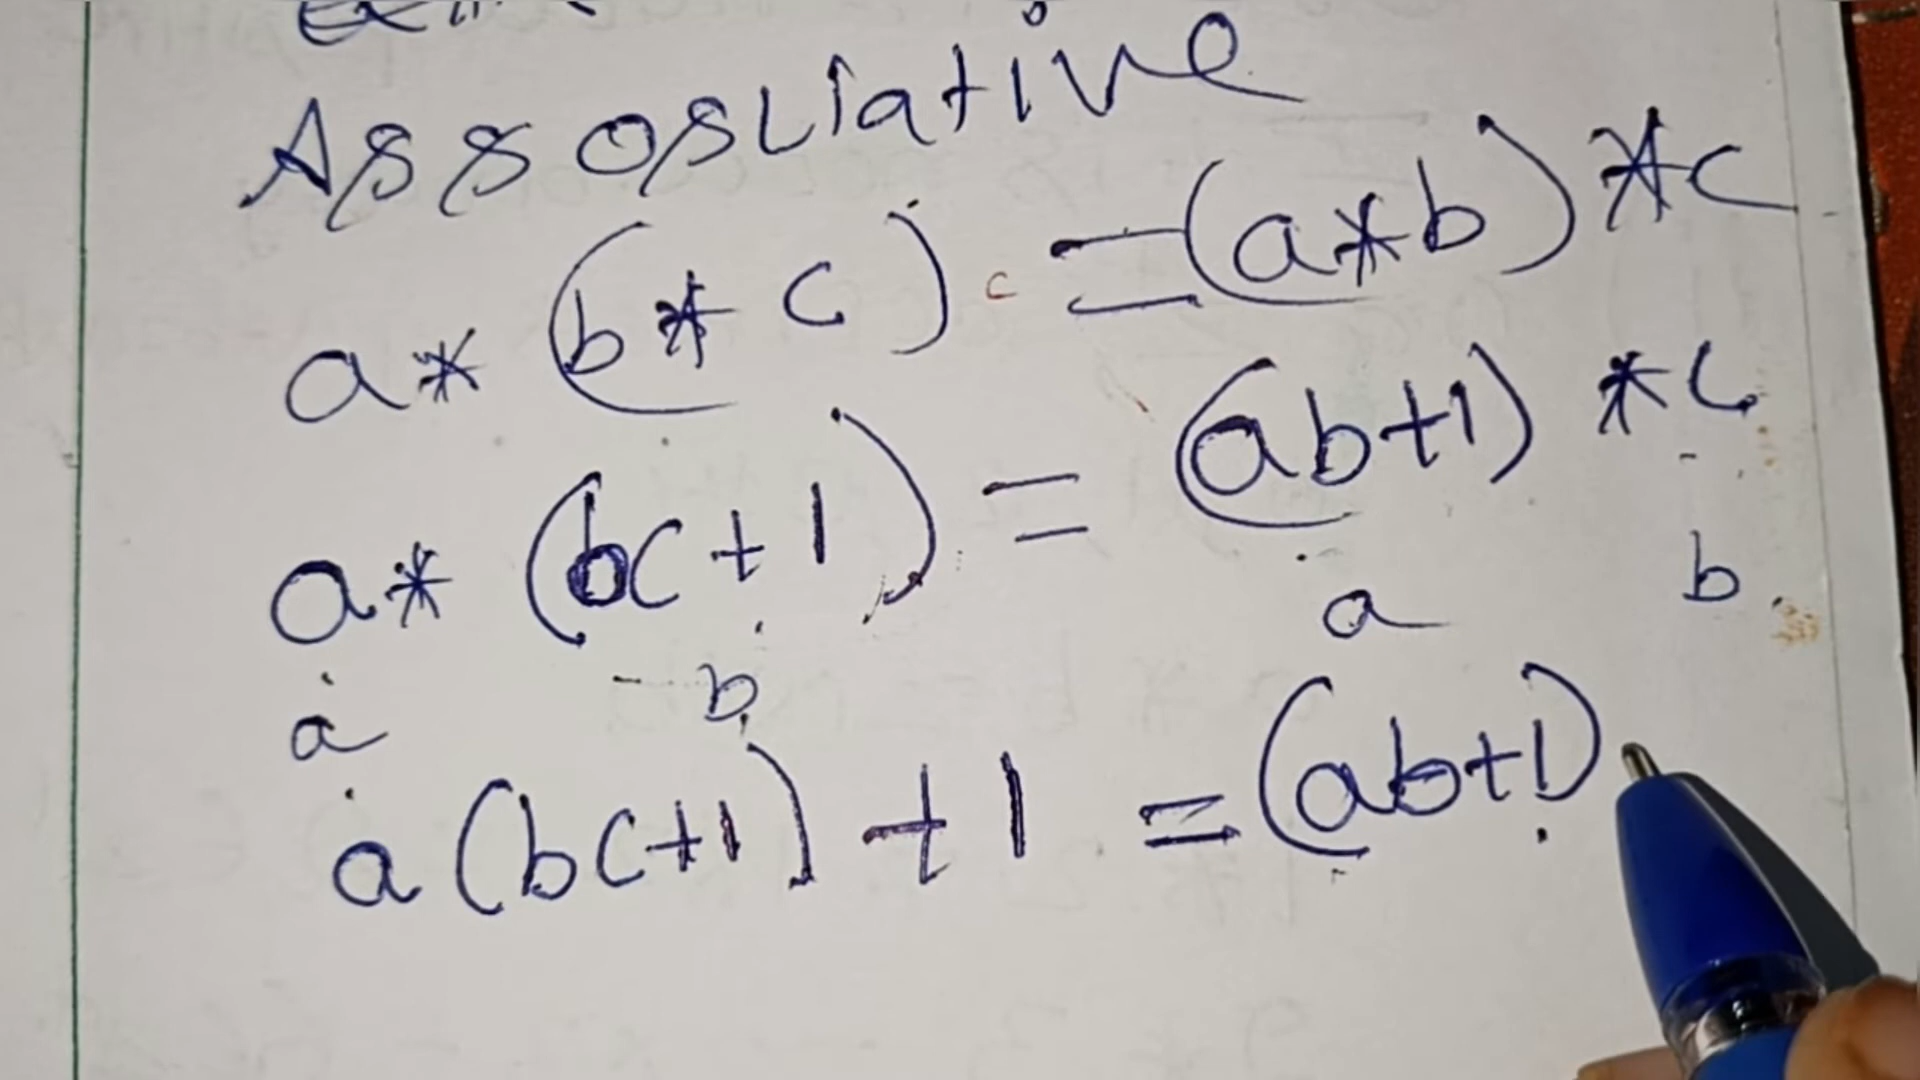 Assosiative
a * (b * c) = (a * b) * c
a * (bc + 1) = (ab+1) * c
a b a b
a (bc+1) + 1 = (ab+1)